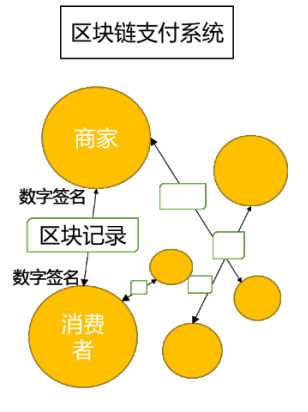 区块链支付系统
商家
数字签名
区块记录
数字签名
消费
者